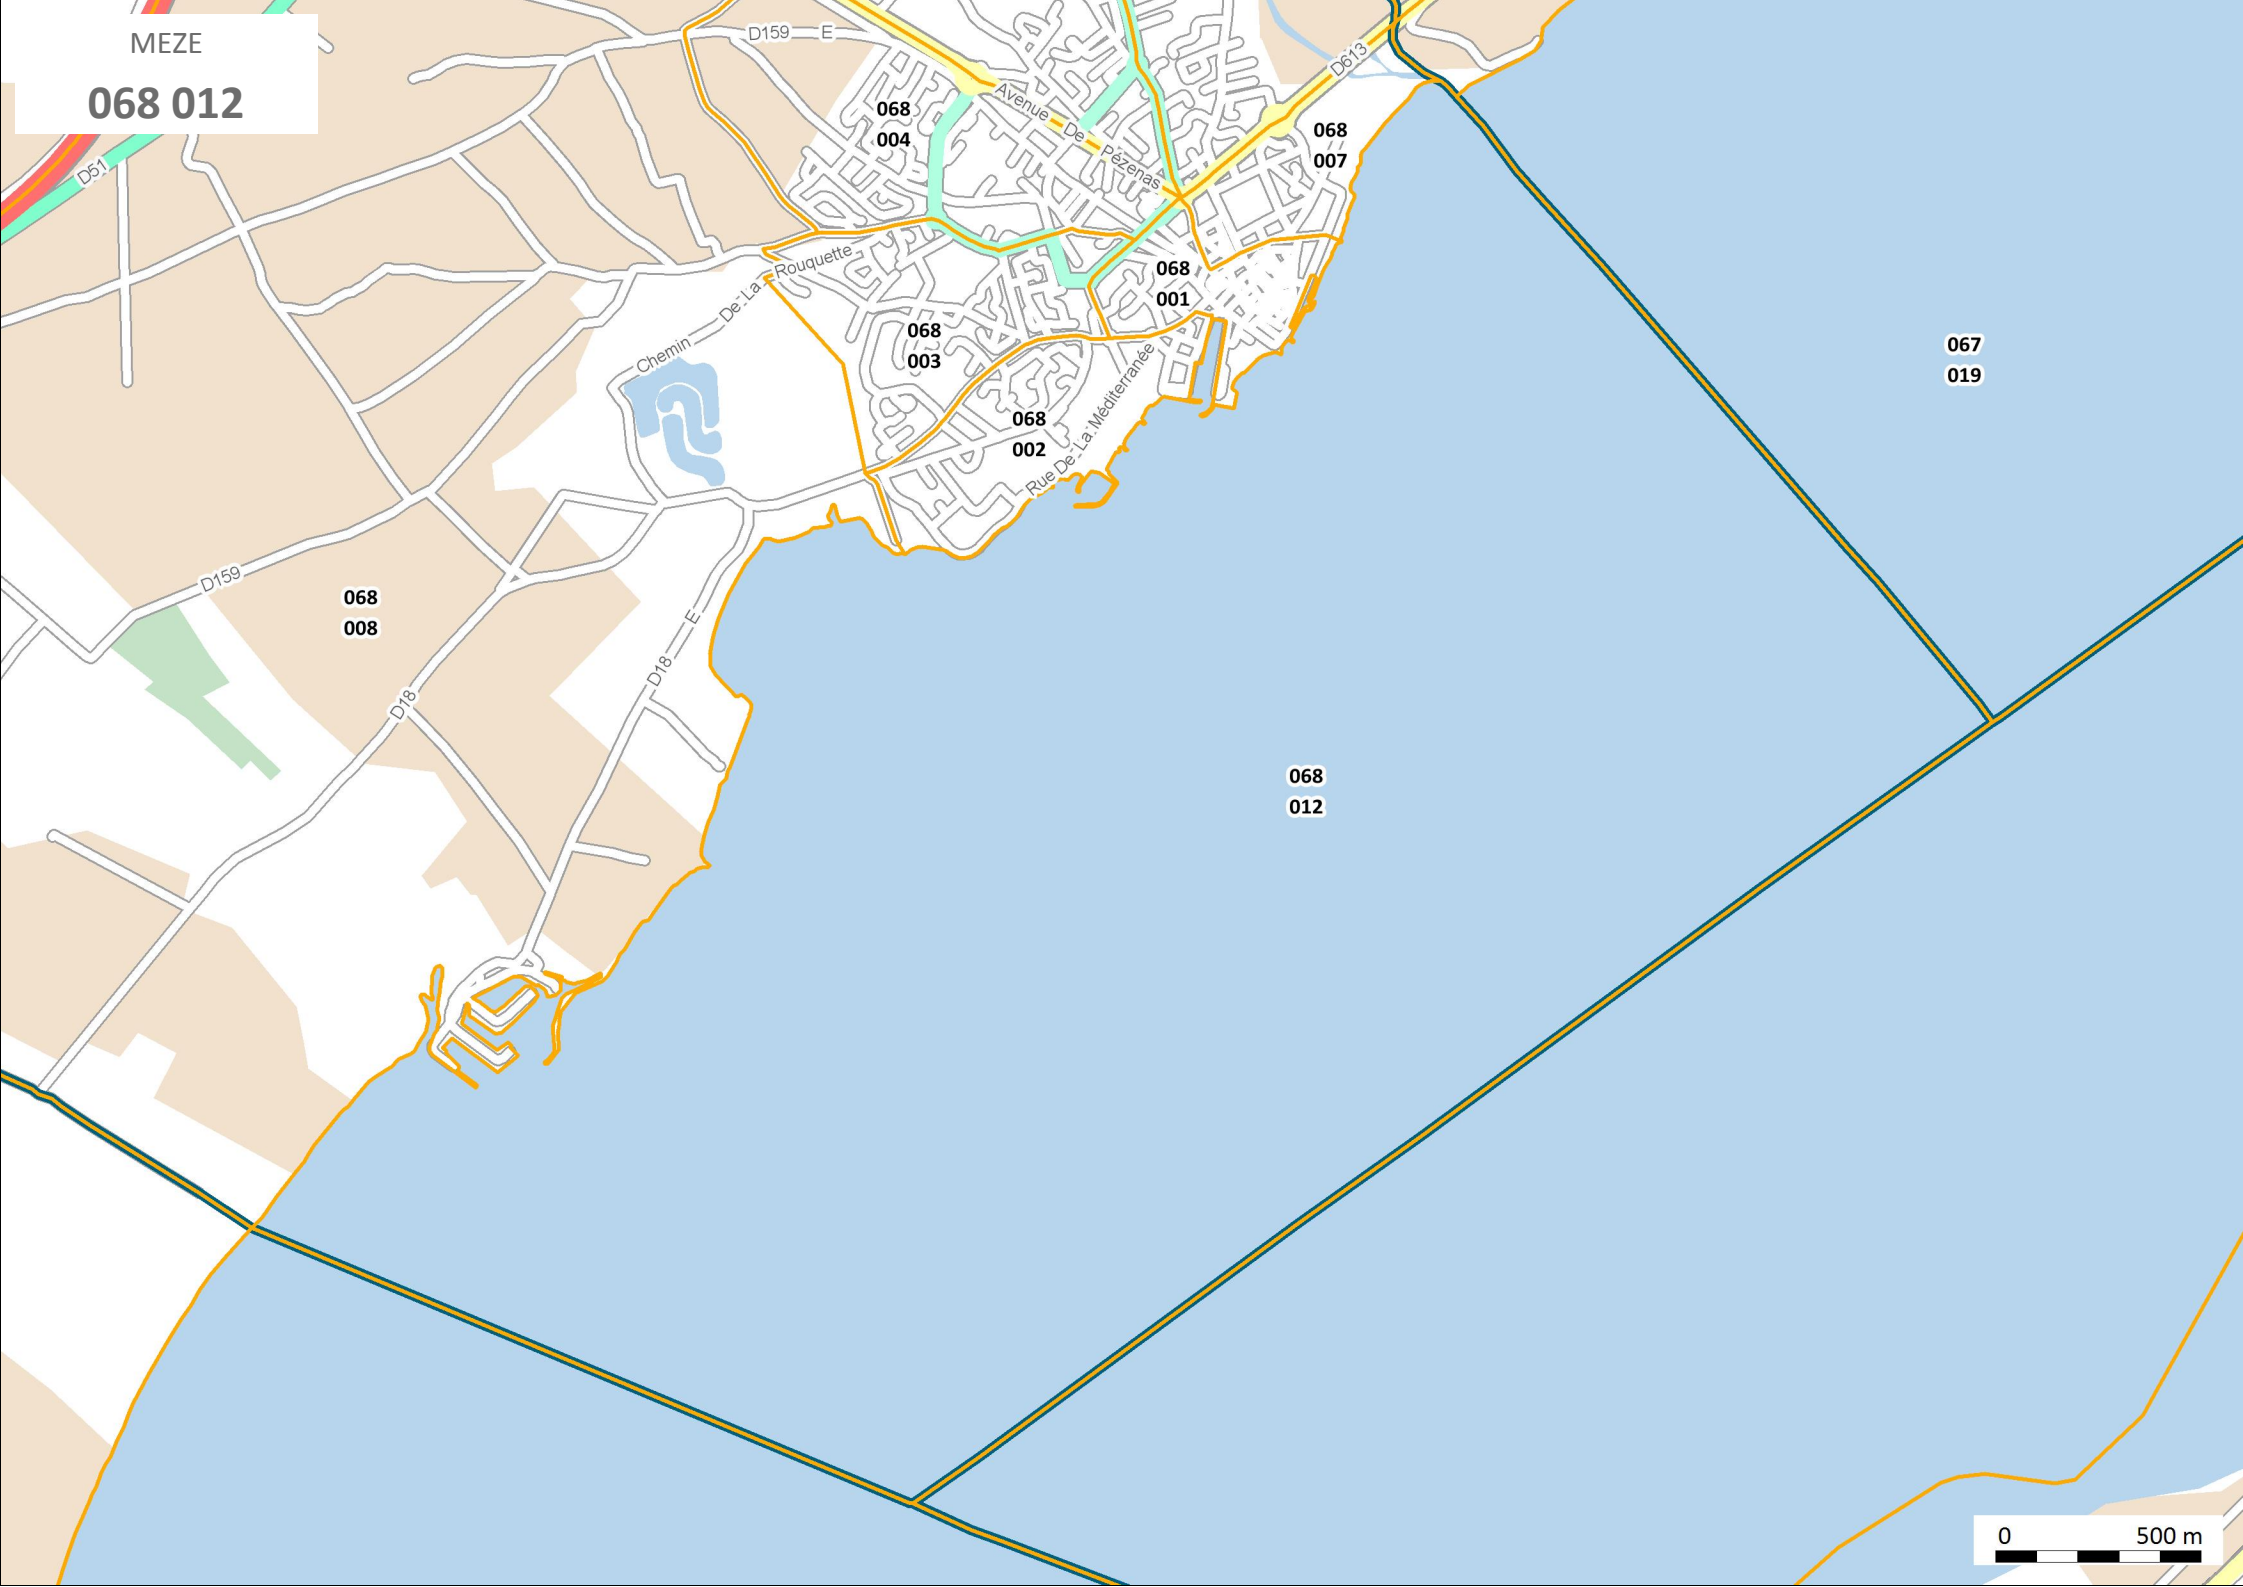 MEZE
068 012
D159
E
D613
Avenue De Pézenas
068
004
068
007
D51
Chemin De La Rouquette
068
001
068
003
067
019
068
002
Rue De La Méditerranée
D159
068
008
E
D18
D18
068
012
0 500 m